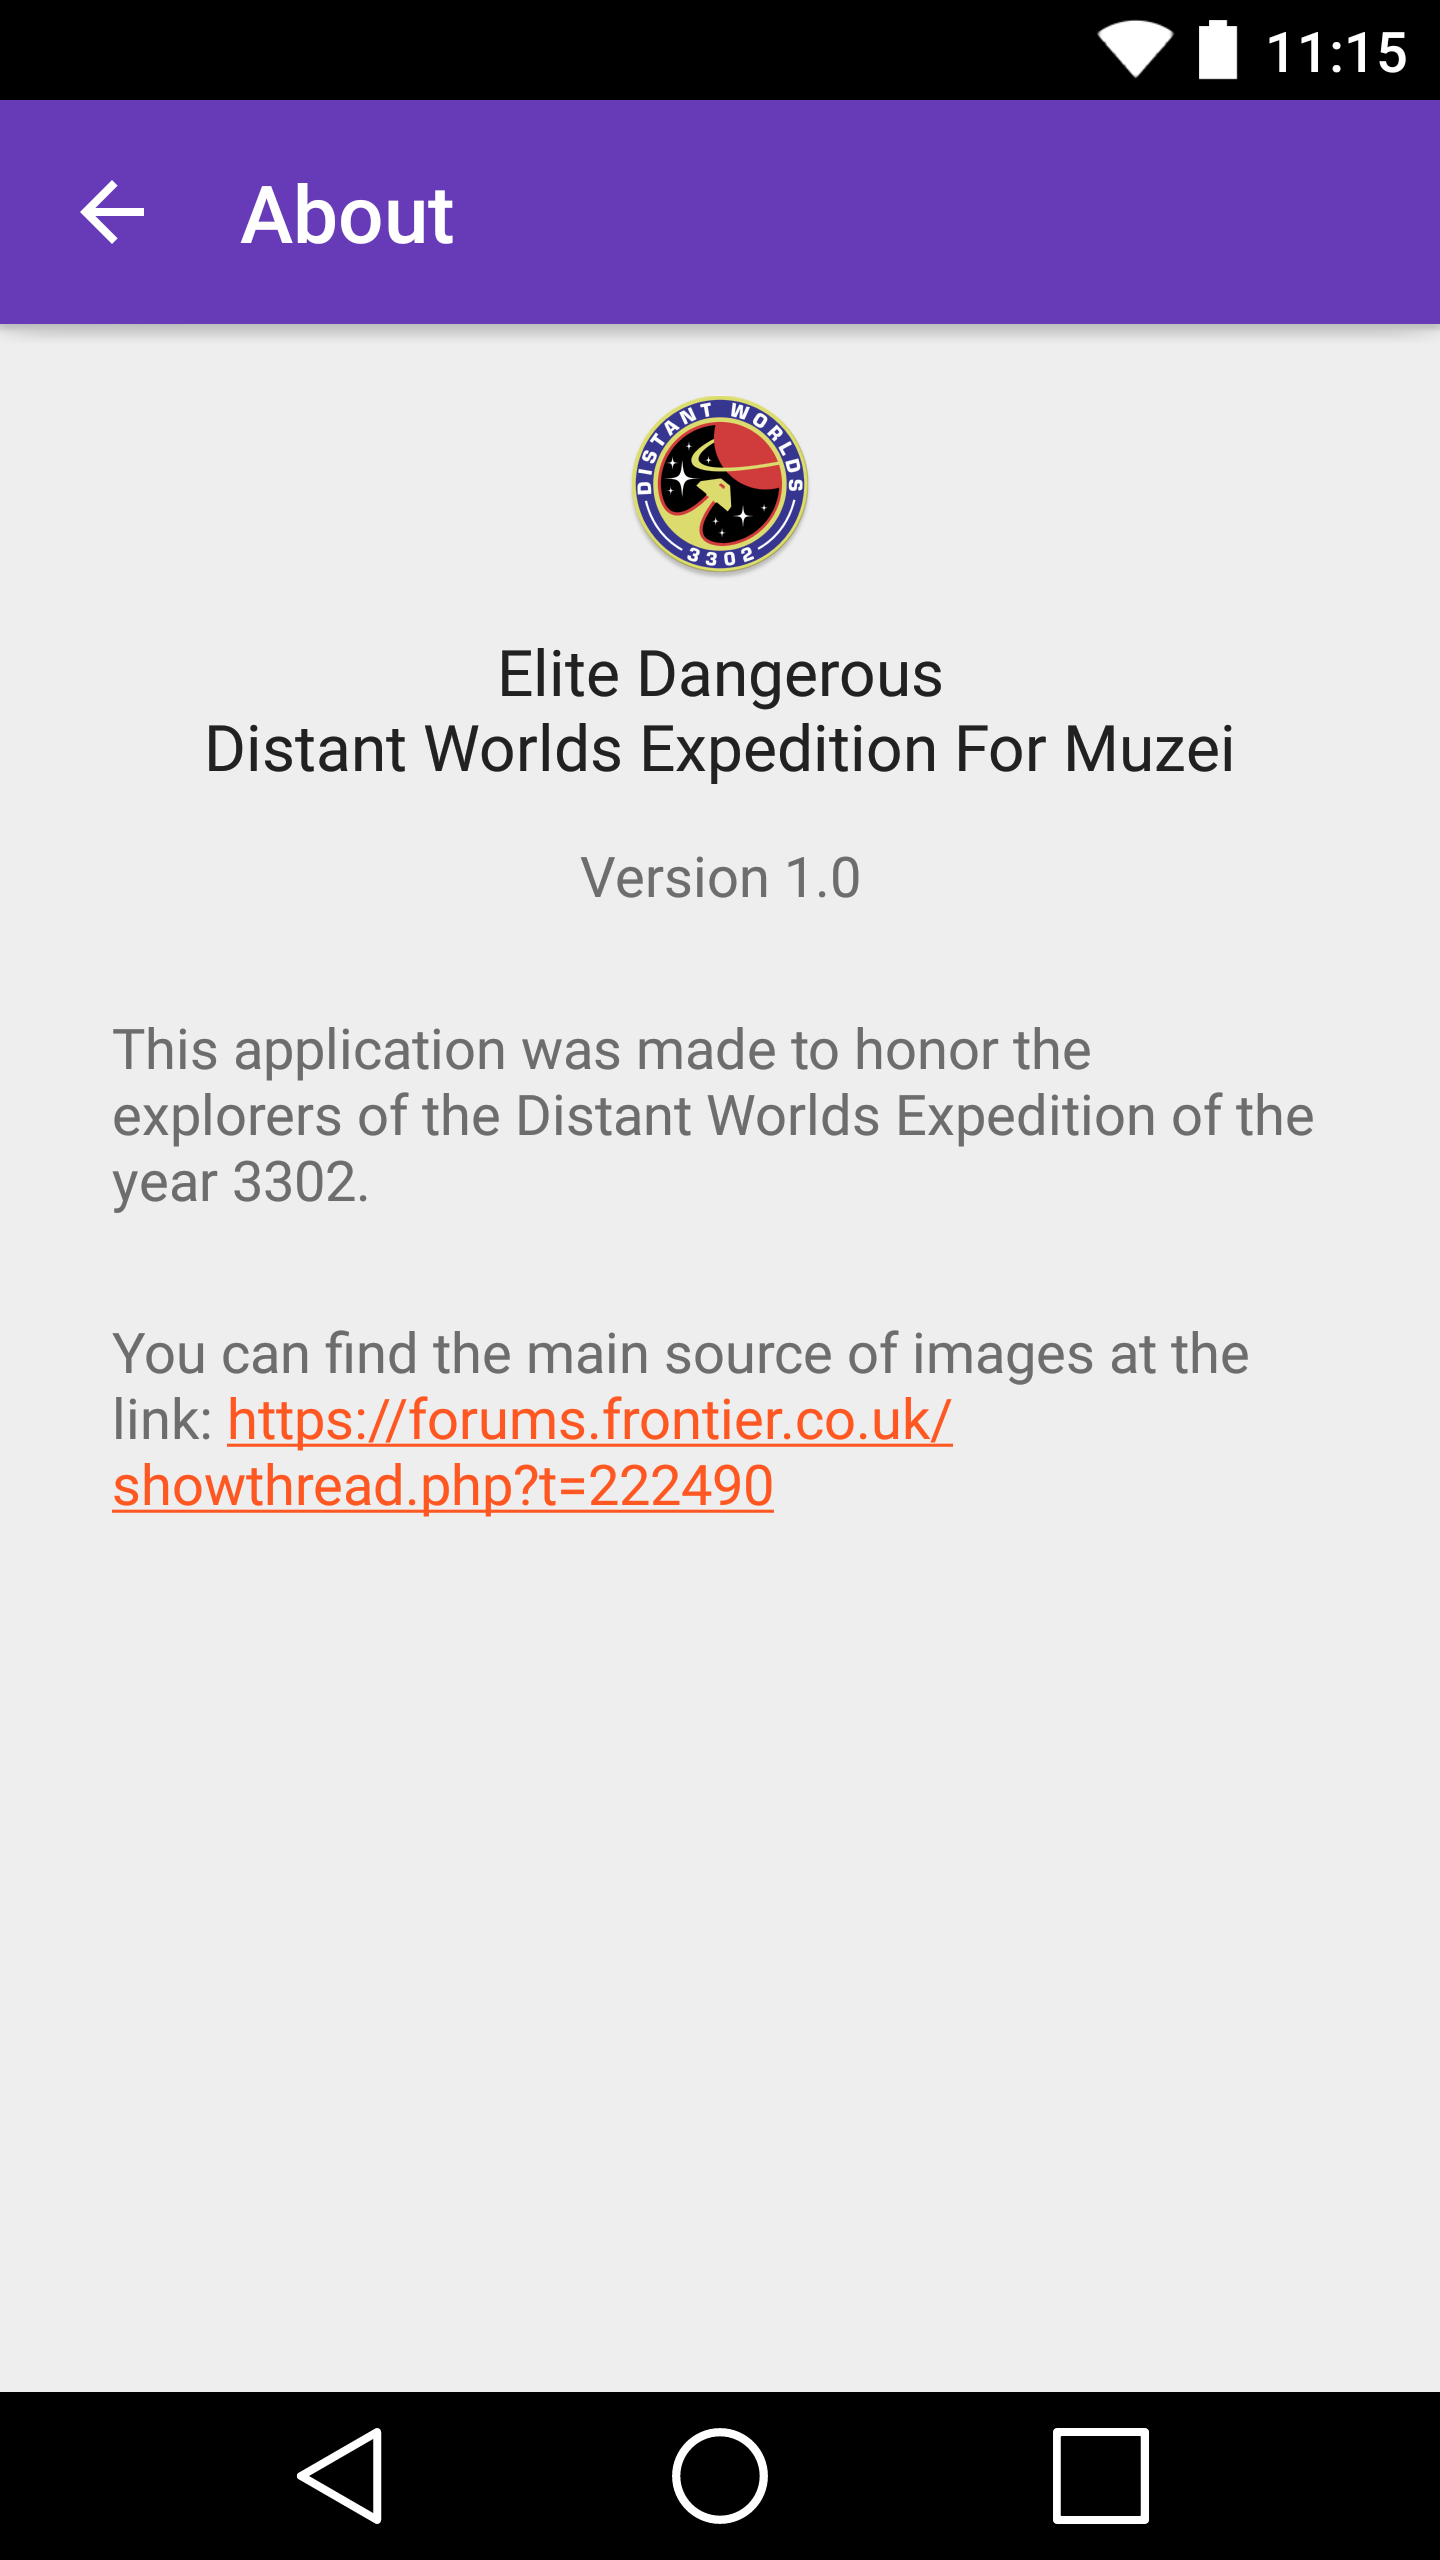 11:15
About
DISTANT WORLDS
3302
Elite Dangerous
Distant Worlds Expedition For Muzei
Version 1.0
This application was made to honor the
explorers of the Distant Worlds Expedition of the
year 3302.
You can find the main source of images at the
link: https://forums.frontier.co.uk/
showthread.php?t=222490